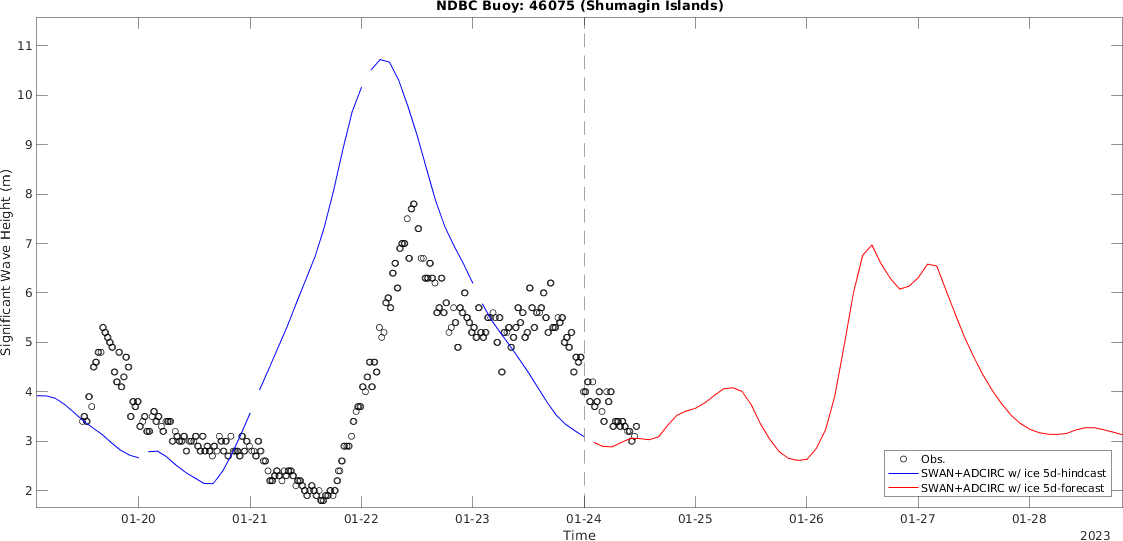 NDBC Buoy: 46075 (Shumagin Islands)
Significant Wave Height (m)
11
10
9
8
7
6
5
4
3
2
Obs.
SWAN+ADCIRC w/ ice 5d-hindcast
SWAN+ADCIRC w/ ice 5d-forecast
01-20 01-21 01-22 01-23 01-24 01-25 01-26 01-27 01-28
Time
2023